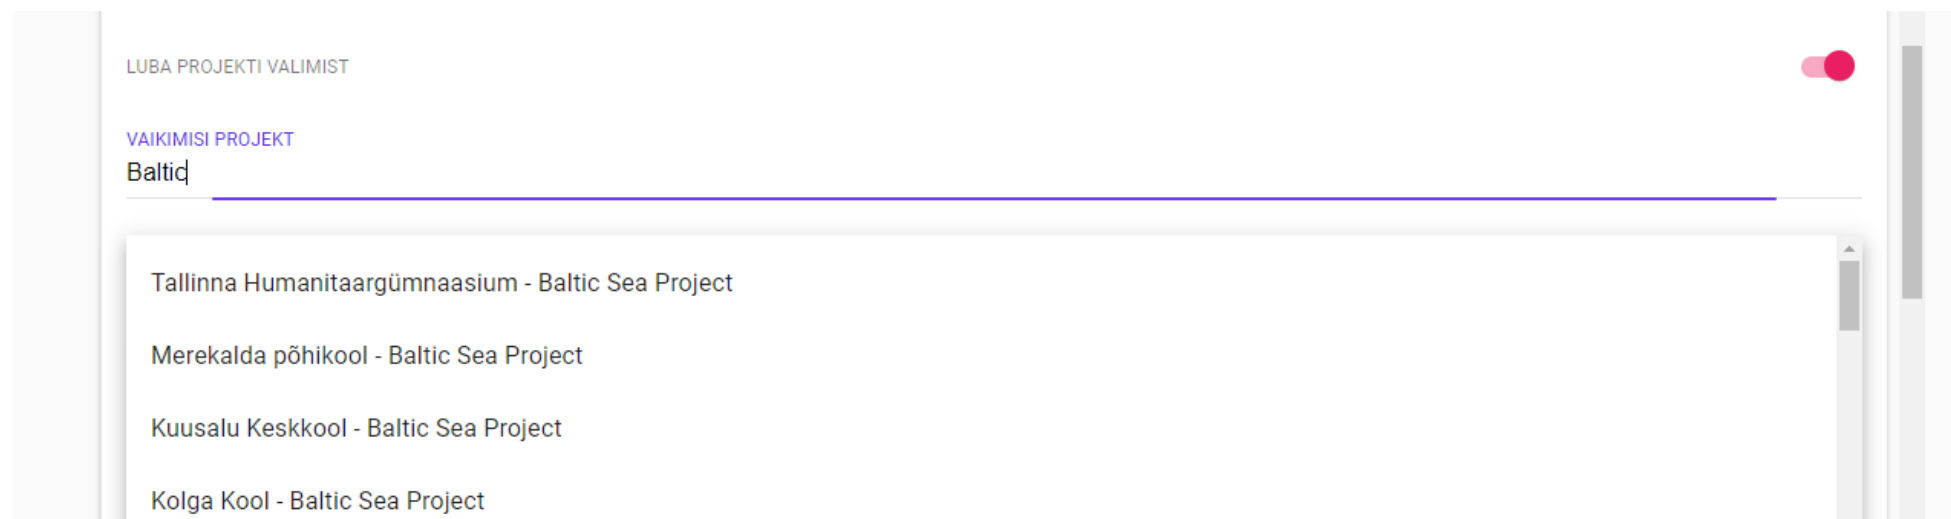 LUBA PROJEKTI VALIMIST
VAIKIMISI PROJEKT
Baltic
Tallinna Humanitaargümnaasium - Baltic Sea Project
Merekalda põhikool - Baltic Sea Project
Kuusalu Keskkool - Baltic Sea Project
Kolga Kool - Baltic Sea Project